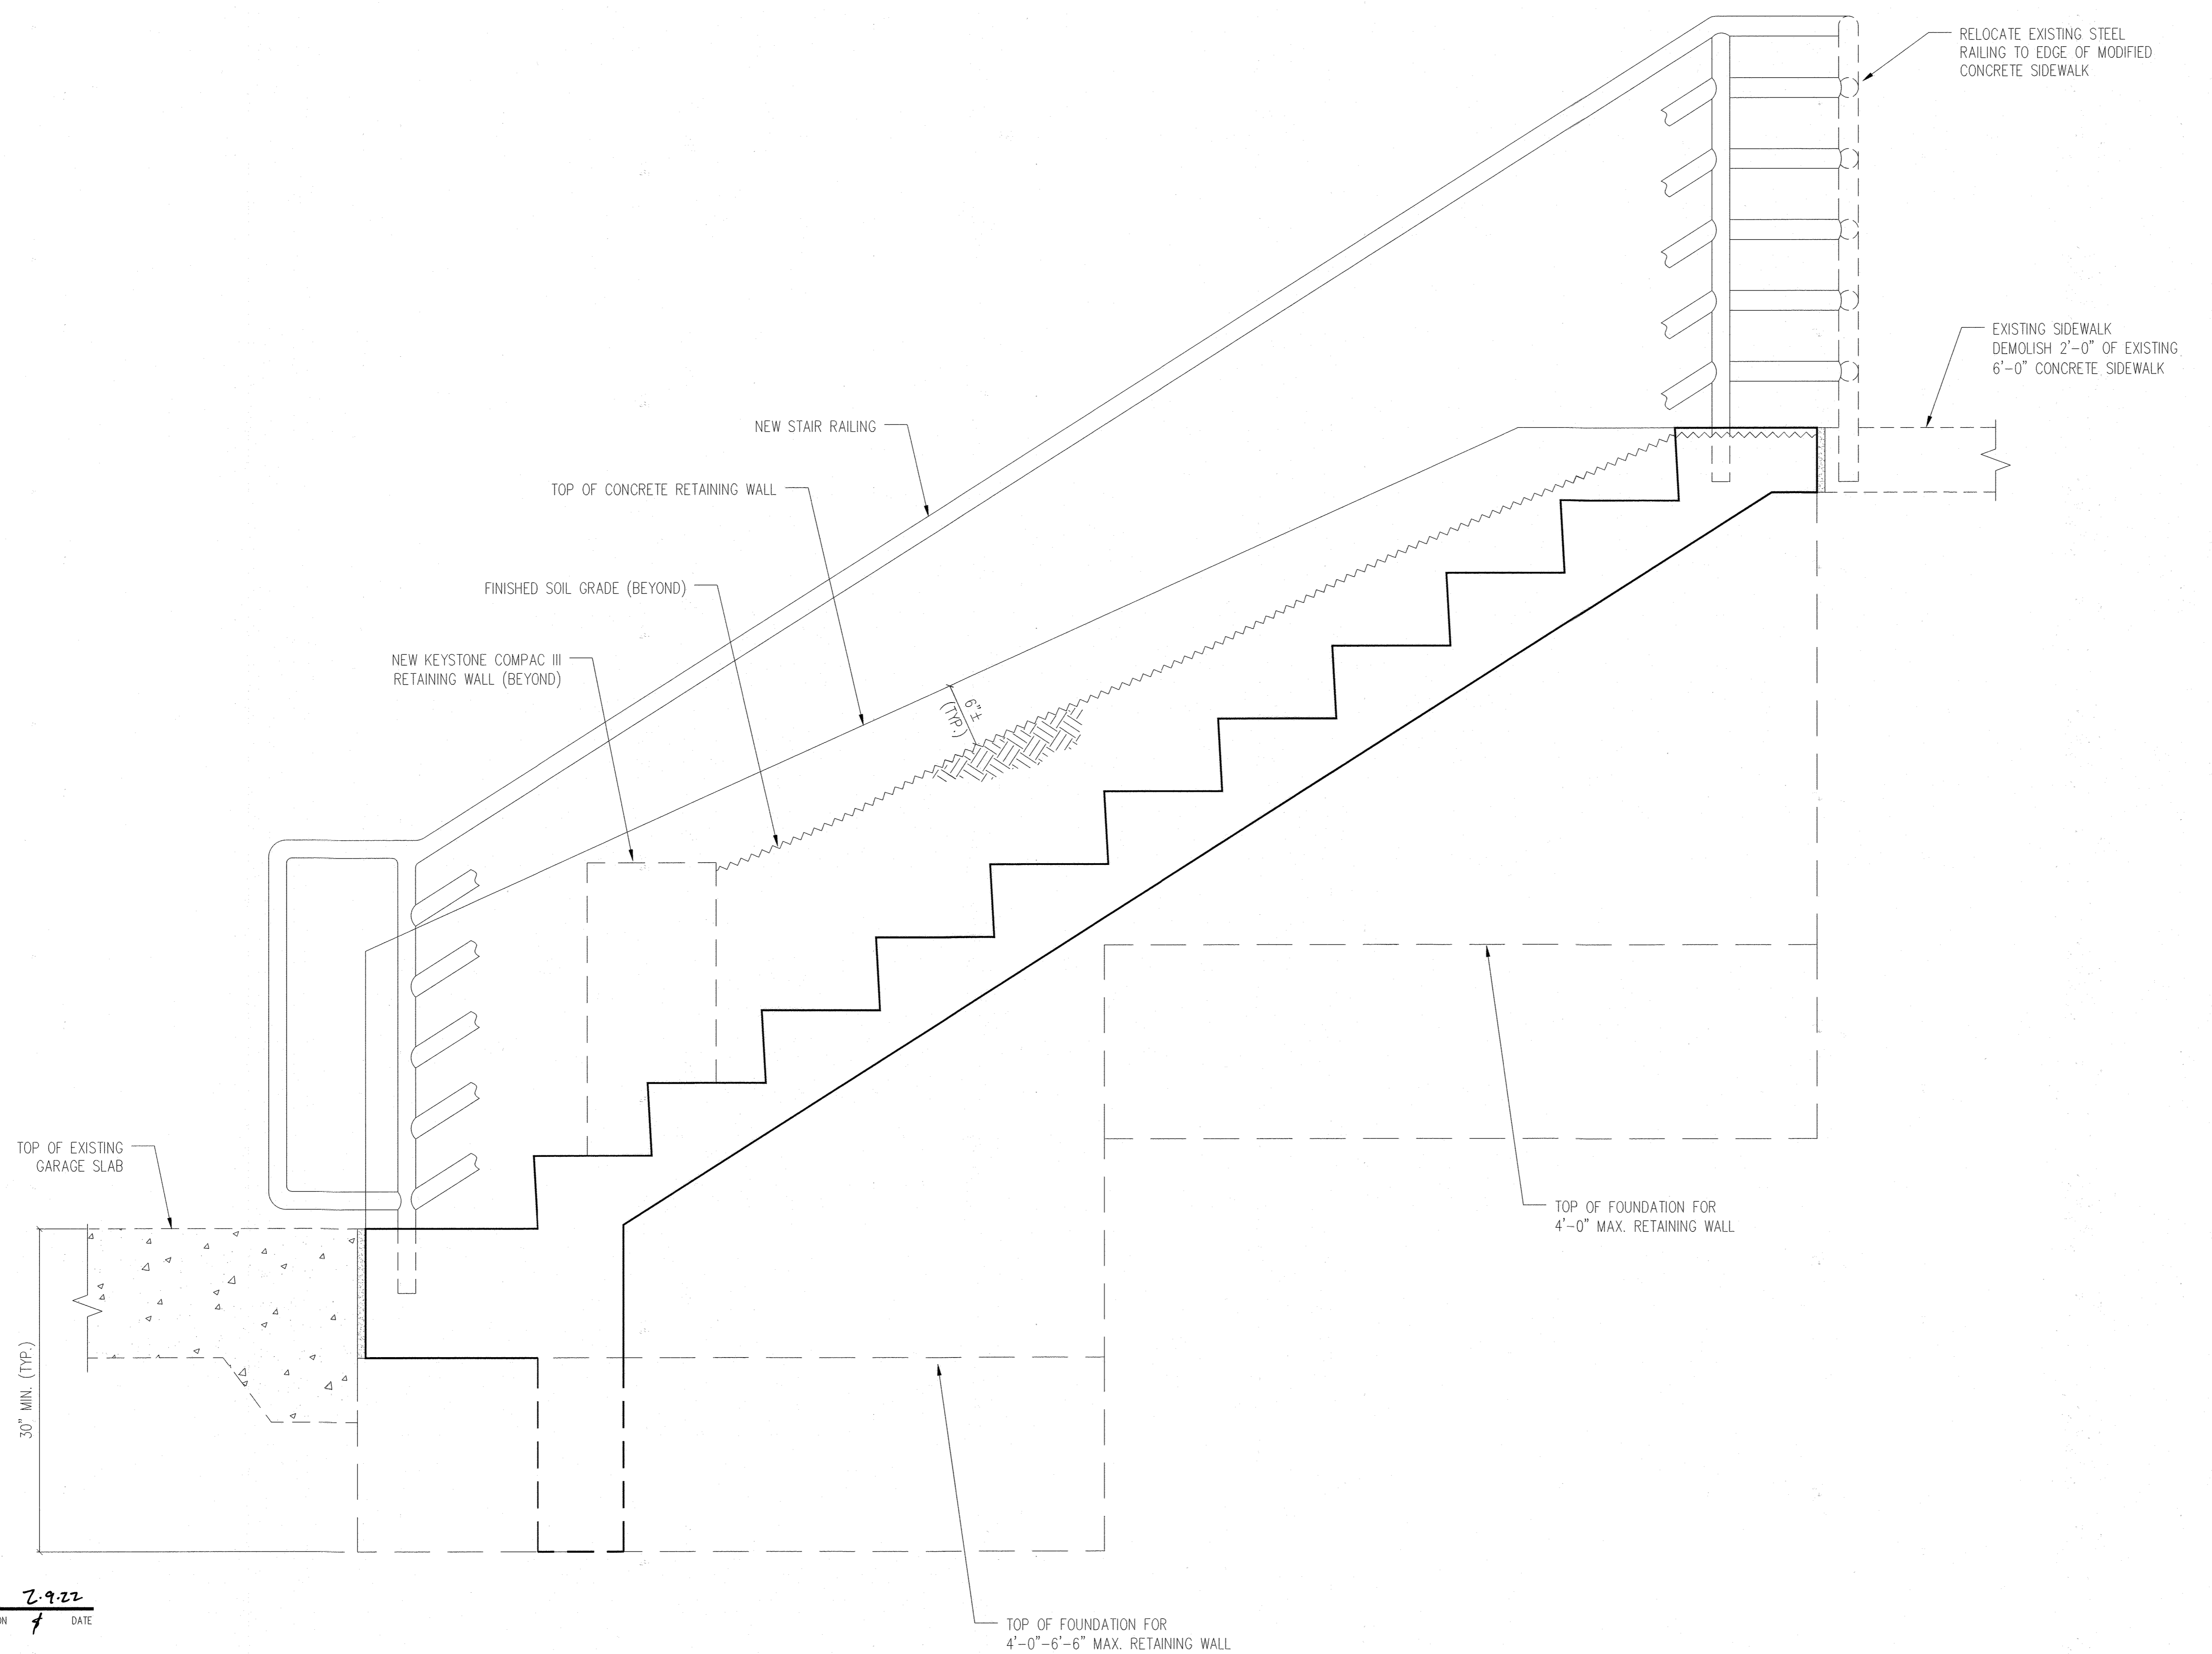 RELOCATE EXISTING STEEL
RAILING TO EDGE OF MODIFIED
CONCRETE SIDEWALK
EXISTING SIDEWALK
DEMOLISH 2'-0" OF EXISTING
6'-0" CONCRETE SIDEWALK
NEW STAIR RAILING
TOP OF CONCRETE RETAINING WALL
FINISHED SOIL GRADE (BEYOND)
NEW KEYSTONE COMPAC III
RETAINING WALL (BEYOND)
6"±
(TYP.)
TOP OF EXISTING
GARAGE SLAB
TOP OF FOUNDATION FOR
4'-0" MAX. RETAINING WALL
30" MIN. (TYP.)
2.9.22
ON DATE
TOP OF FOUNDATION FOR
4'-0"-6'-6" MAX. RETAINING WALL